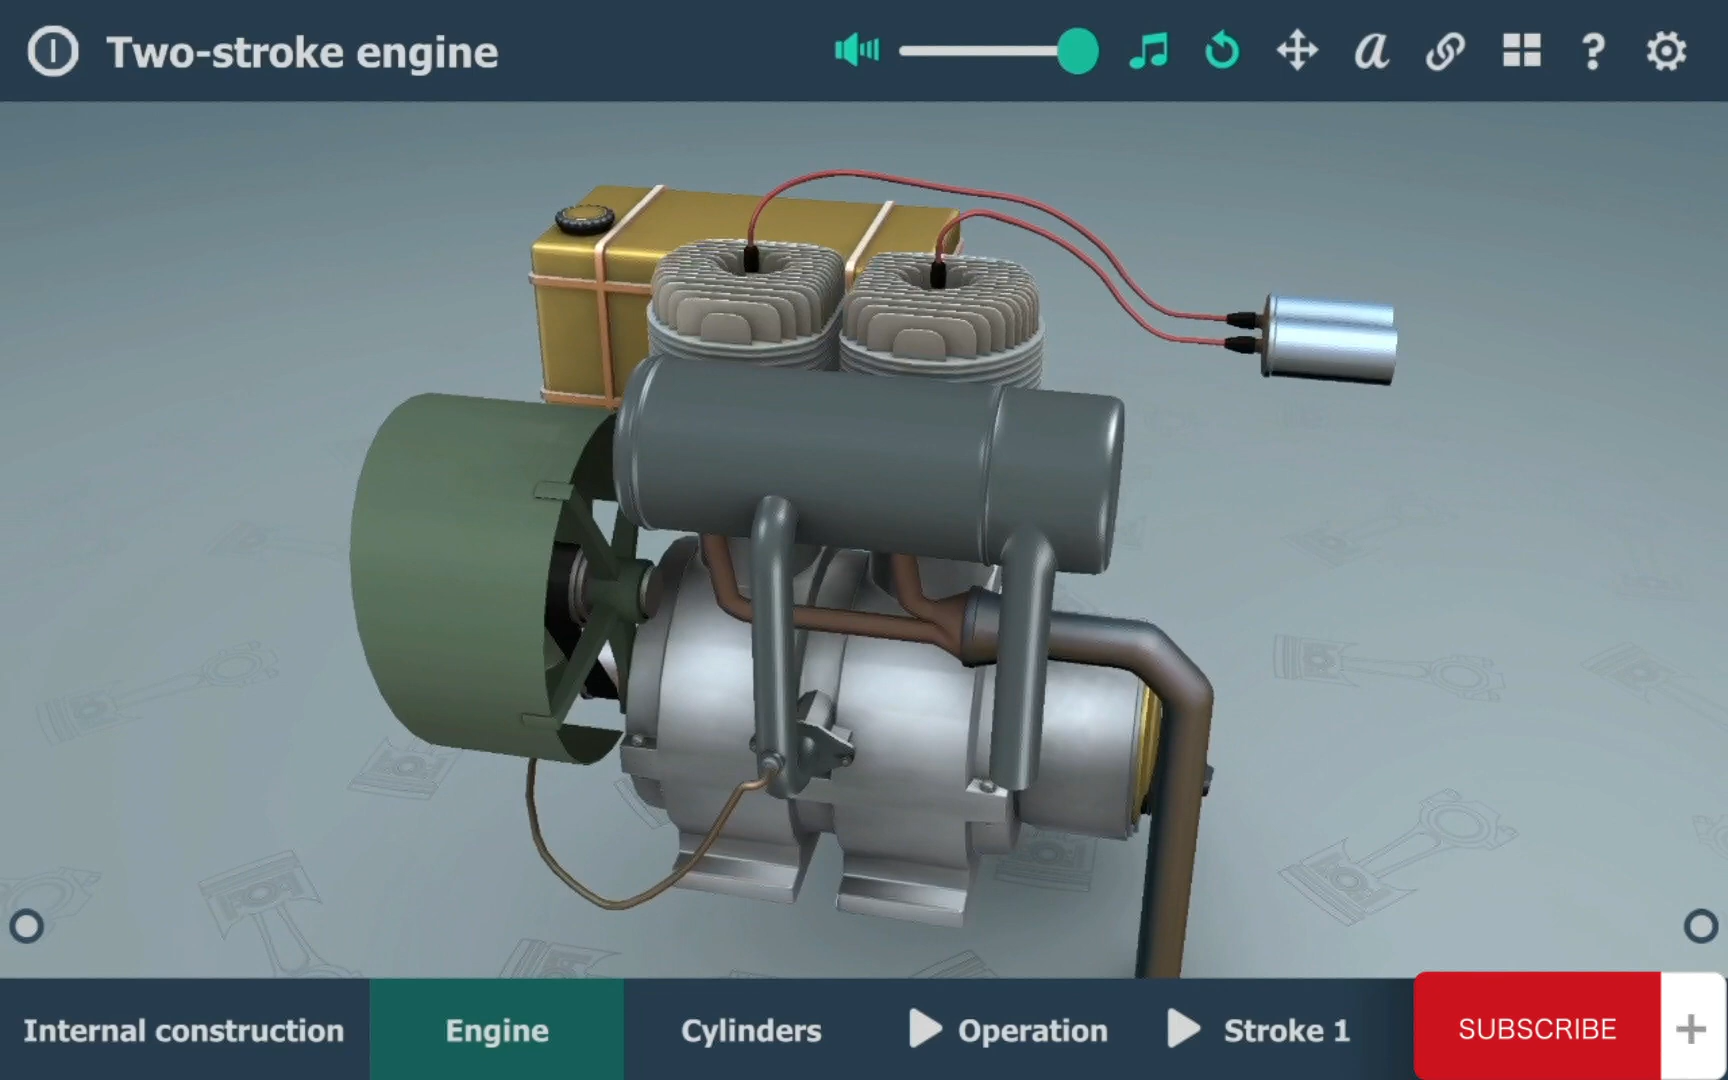 Two-stroke engine
a
?
Internal construction
Engine
Cylinders
Operation
Stroke 1
SUBSCRIBE
+